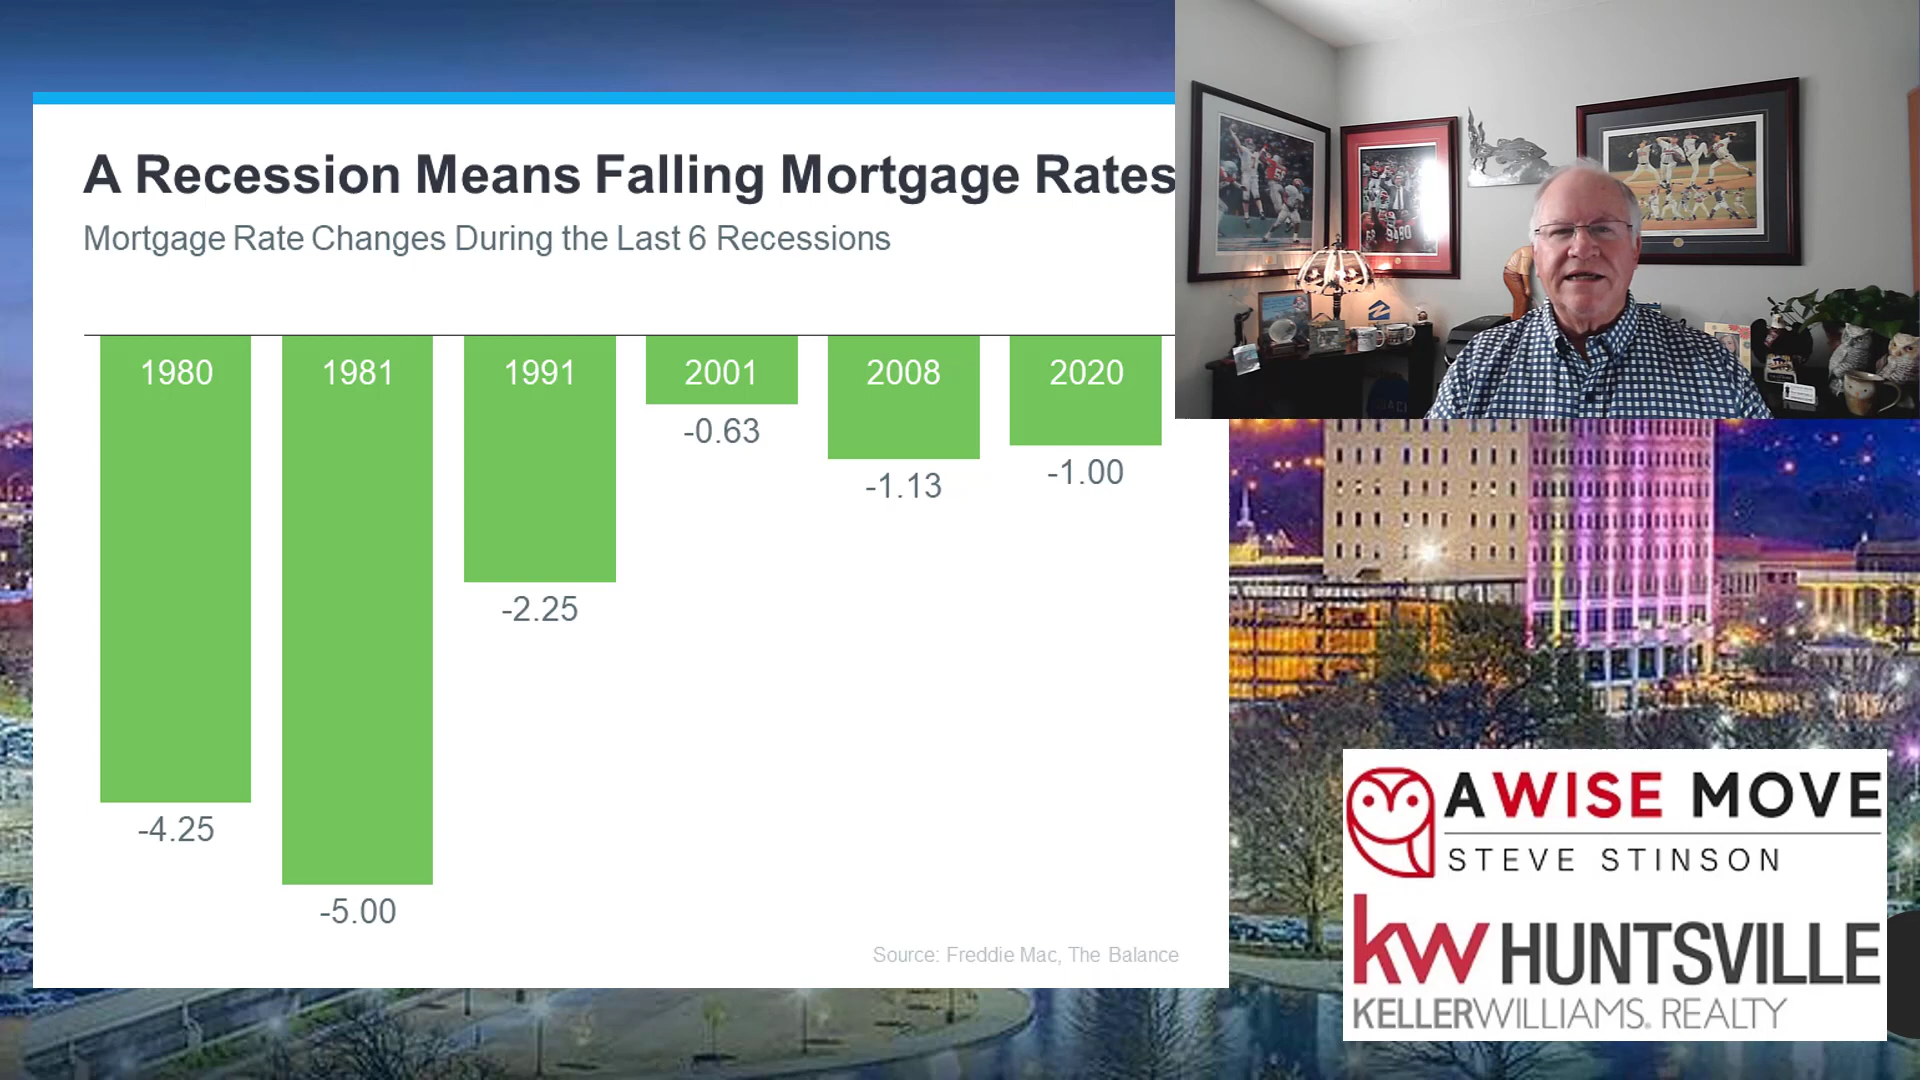 A Recession Means Falling Mortgage Rates
Mortgage Rate Changes During the Last 6 Recessions
1980
1981
1991
2001
2008
2020
-4.25
-5.00
-2.25
-0.63
-1.13
-1.00
Source: Freddie Mac, The Balance
A WISE MOVE
STEVE STINSON
kw HUNTSVILLE
KELLERWILLIAMS. REALTY